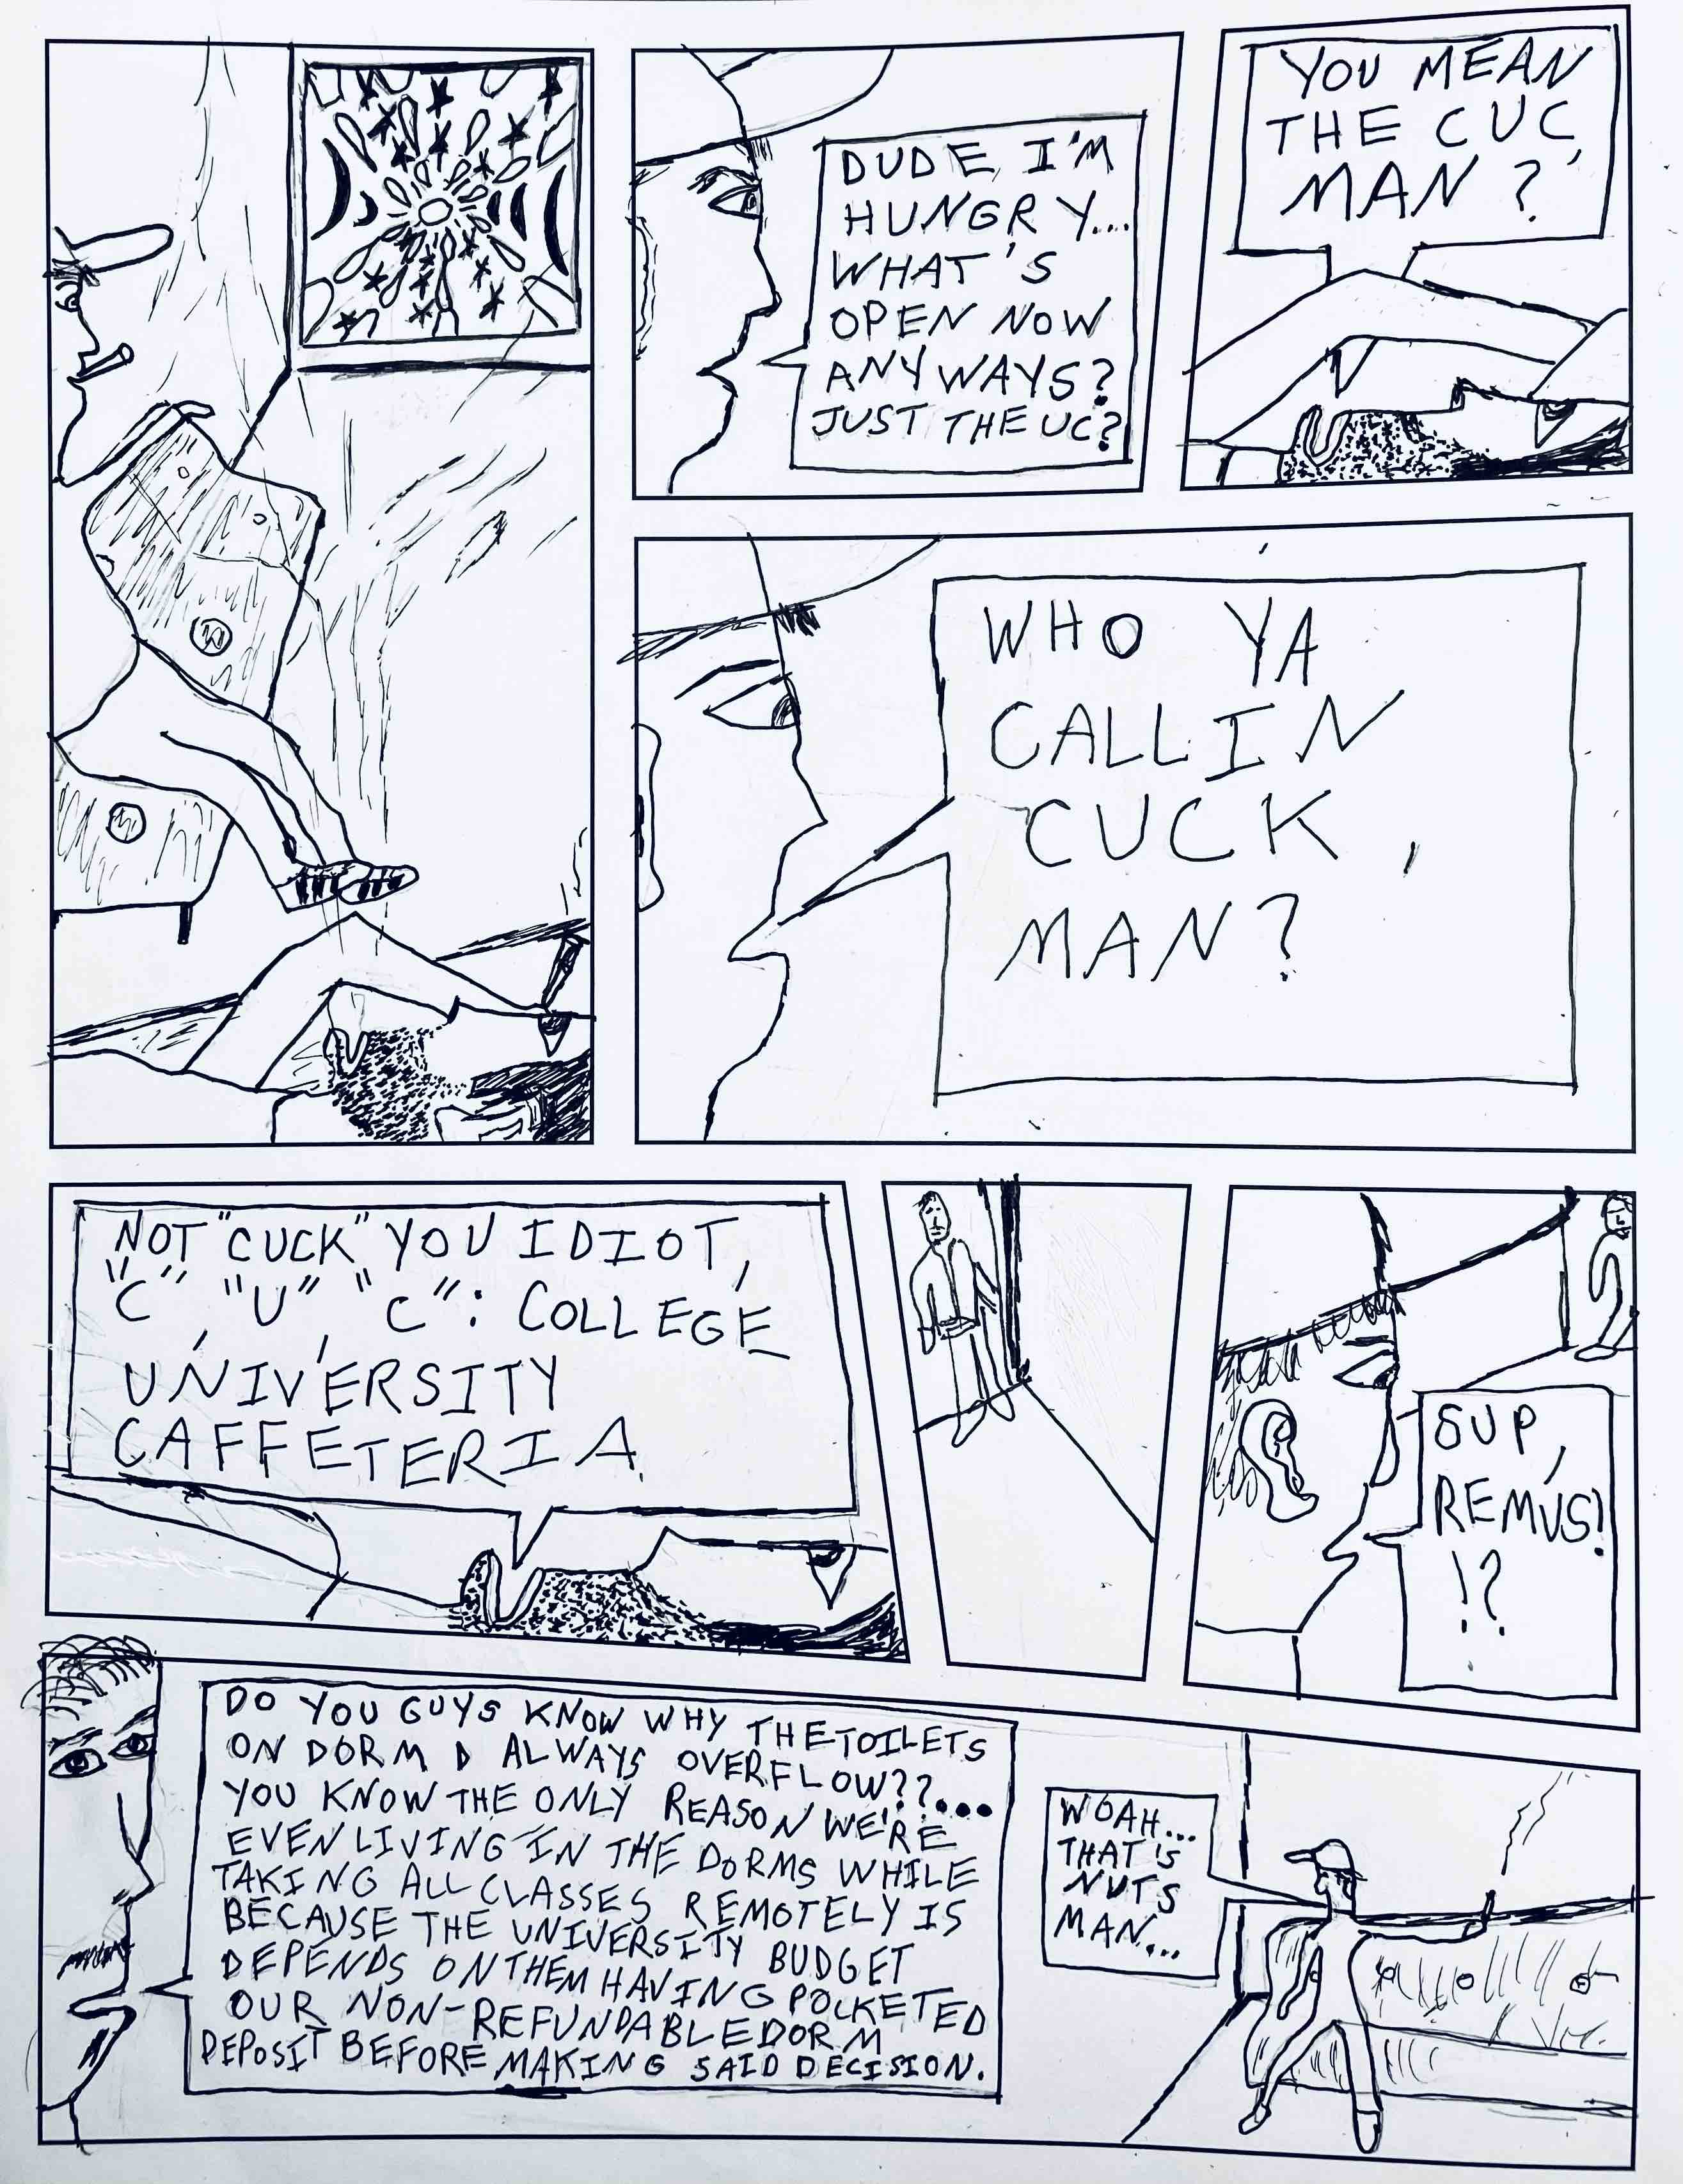 DUDE, I'M
HUNGRY....
WHAT'S
OPEN NOW
ANYWAYS?
JUST THE UC?
YOU MEAN
THE CUC,
MAN?
WHO YA
CALLIN
CUCK,
MAN?
NOT "CUCK" YOU IDIOT,
"C", "U", "C": COLLEGE
UNIVERSITY
CAFFETERIA.
SUP,
REMUS!
!?
DO YOU GUYS KNOW WHY THE TOILETS
ON DORM D ALWAYS OVERFLOW??...
YOU KNOW THE ONLY REASON WE'RE
EVEN LIVING IN THE DORMS WHILE
TAKING ALL CLASSES REMOTELY IS
BECAUSE THE UNIVERSITY BUDGET
DEPENDS ON THEM HAVING POCKETED
OUR NON-REFUNDABLE DORM
DEPOSIT BEFORE MAKING SAID DECISION.
WOAH...
THAT'S
NUTS
MAN...